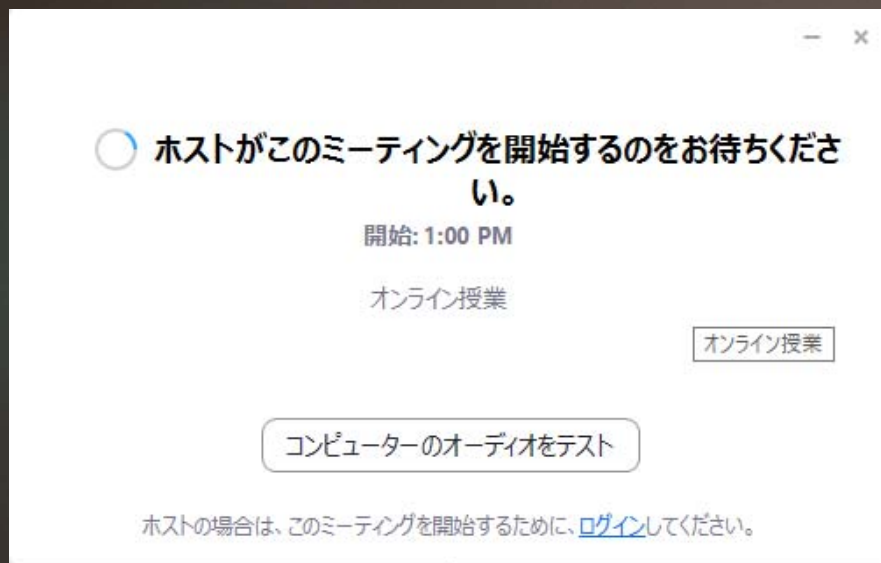 ホストがこのミーティングを開始するのをお待ちくださ
い。
開始: 1:00 PM
オンライン授業
オンライン授業
コンピューターのオーディオをテスト
ホストの場合は、このミーティングを開始するために、ログインしてください。